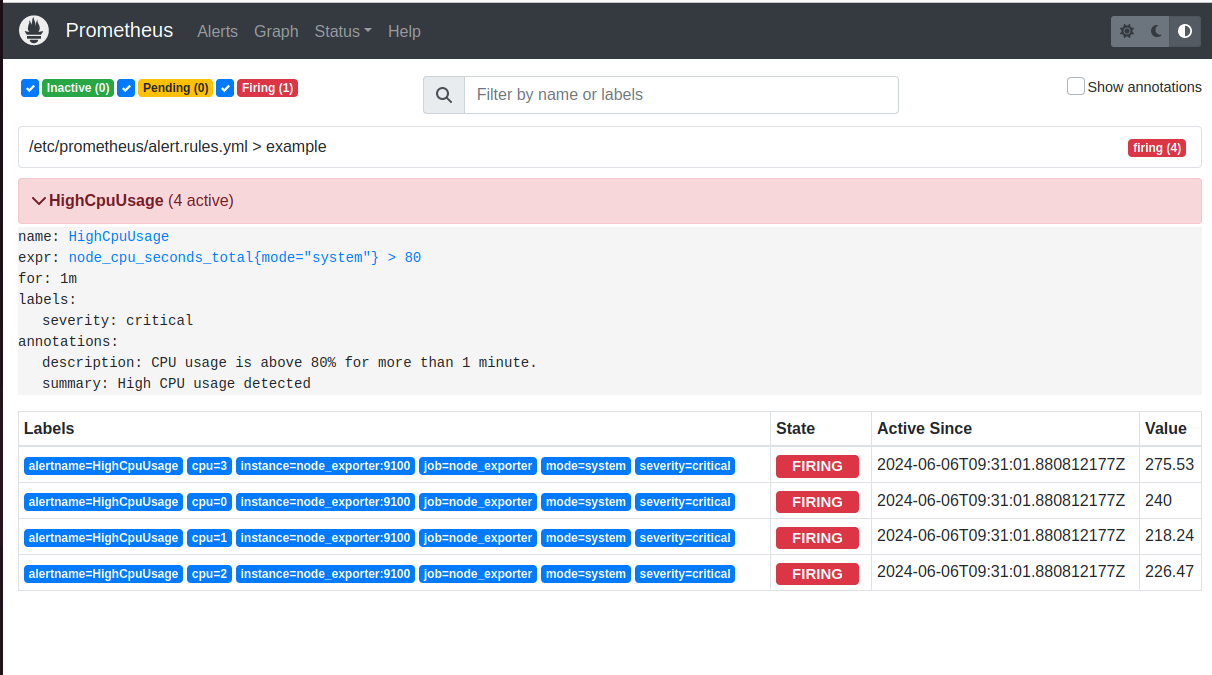 Prometheus Alerts Graph Status Help
Inactive (0) Pending (0) Firing (1) Filter by name or labels Show annotations
/etc/prometheus/alert.rules.yml > example firing (4)
HighCpuUsage (4 active)
name: HighCpuUsage
expr: node_cpu_seconds_total{mode="system"} > 80
for: 1m
labels:
severity: critical
annotations:
description: CPU usage is above 80% for more than 1 minute.
summary: High CPU usage detected
Labels State Active Since Value
alertname=HighCpuUsage cpu=3 instance=node_exporter:9100 job=node_exporter mode=system severity=critical FIRING 2024-06-06T09:31:01.880812177Z 275.53
alertname=HighCpuUsage cpu=0 instance=node_exporter:9100 job=node_exporter mode=system severity=critical FIRING 2024-06-06T09:31:01.880812177Z 240
alertname=HighCpuUsage cpu=1 instance=node_exporter:9100 job=node_exporter mode=system severity=critical FIRING 2024-06-06T09:31:01.880812177Z 218.24
alertname=HighCpuUsage cpu=2 instance=node_exporter:9100 job=node_exporter mode=system severity=critical FIRING 2024-06-06T09:31:01.880812177Z 226.47